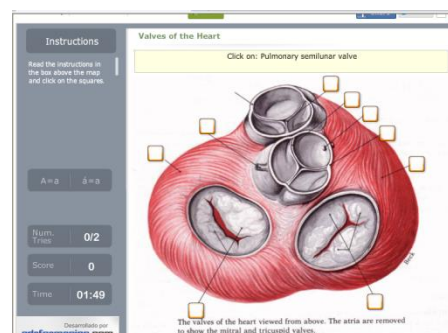 Instructions
Read the instructions in
the box above the map
and click on the squares.
A=a á=a
Num.
Tries
0/2
Score
0
Time
01:49
Desarrollado por
Valves of the Heart
Click on: Pulmonary semilunar valve
The valves of the heart viewed from above. The atria are removed
to show the mitral and tricuspid valves.